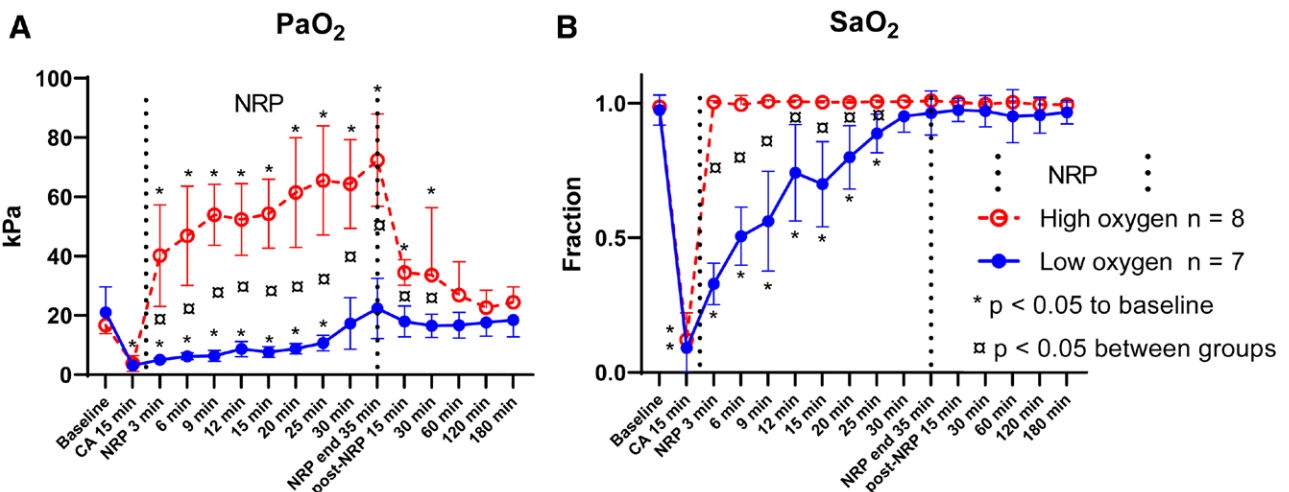 A
PaO2
100
80
60
40
20
0
kPa
NRP
* * * * * * * * * * *
¤ ¤ ¤ ¤ ¤ ¤ ¤ ¤ ¤ ¤ ¤
* * * * * * * *
Baseline
CA 15 min
NRP 3 min
6 min
9 min
12 min
15 min
20 min
25 min
30 min
NRP end 35 min
post-NRP 15 min
30 min
60 min
120 min
180 min
B
SaO2
1.0
0.5
0.0
Fraction
¤ ¤ ¤ ¤ ¤ ¤ ¤
* * * * * * * * *
Baseline
CA 15 min
NRP 3 min
6 min
9 min
12 min
15 min
20 min
25 min
30 min
NRP end 35 min
post-NRP 15 min
30 min
60 min
120 min
180 min
NRP
High oxygen n = 8
Low oxygen n = 7
* p < 0.05 to baseline
¤ p < 0.05 between groups